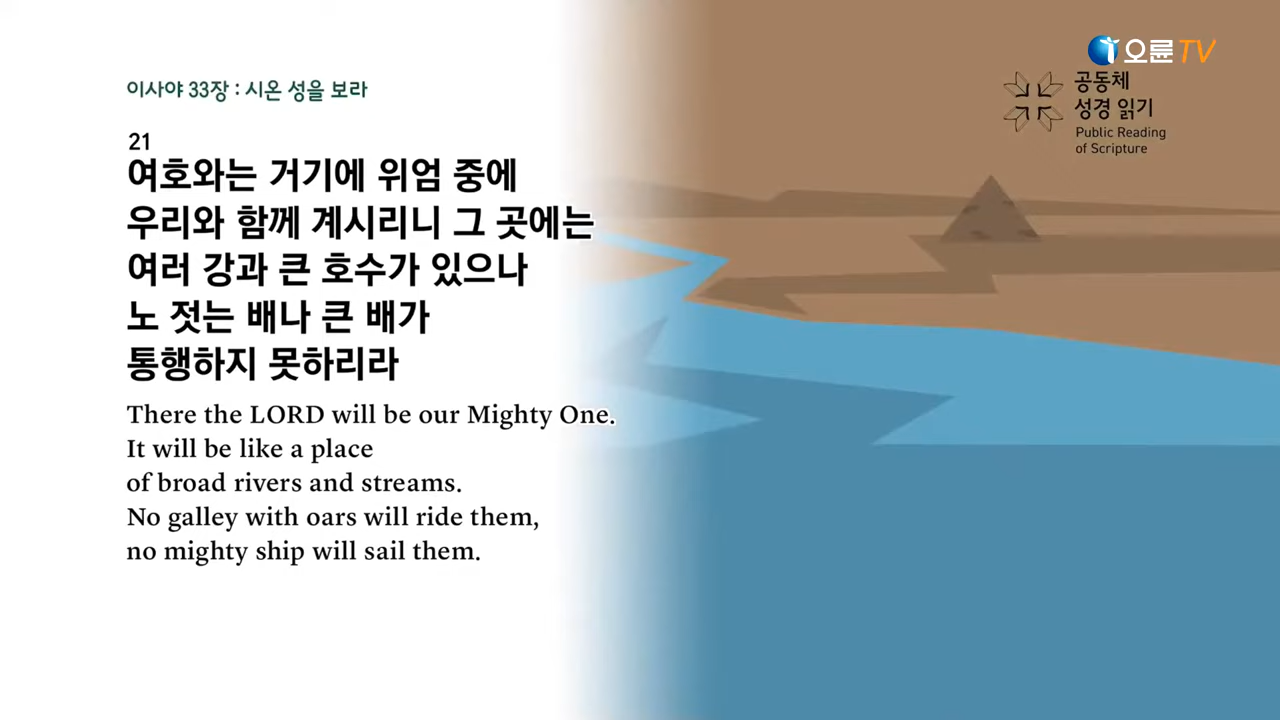 오륜TV
이사야 33장 : 시온 성을 보라
공동체
성경 읽기
Public Reading
of Scripture
21
여호와는 거기에 위엄 중에
우리와 함께 계시리니 그 곳에는
여러 강과 큰 호수가 있으나
노 젓는 배나 큰 배가
통행하지 못하리라
There the LORD will be our Mighty One.
It will be like a place
of broad rivers and streams.
No galley with oars will ride them,
no mighty ship will sail them.